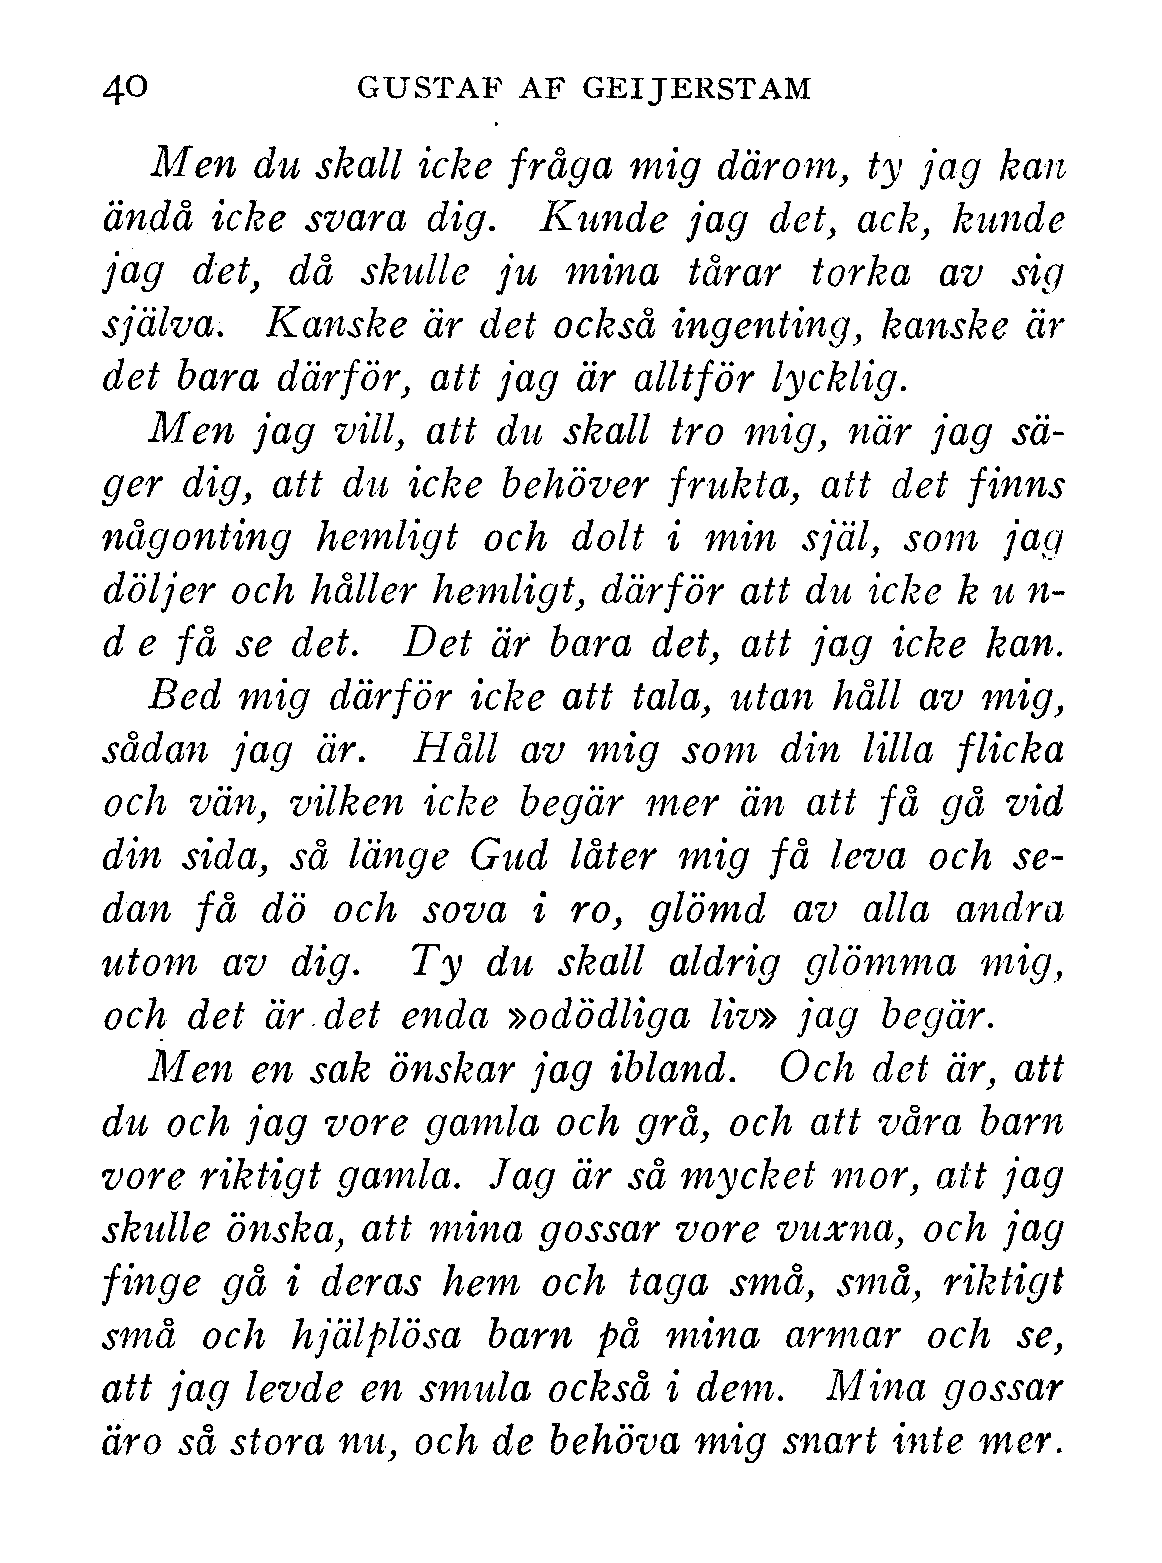 40 GUSTAF AF GEIJERSTAM
Men du skall icke fråga mig därom, ty jag kan
ändå icke svara dig. Kunde jag det, ack, kunde
jag det, då skulle ju mina tårar torka av sig
själva. Kanske är det också ingenting, kanske är
det bara därför, att jag är alltför lycklig.
Men jag vill, att du skall tro mig, när jag sä-
ger dig, att du icke behöver frukta, att det finns
någonting hemligt och dolt i min själ, som jag
döljer och håller hemligt, därför att du icke k u n-
d e få se det. Det är bara det, att jag icke kan.
Bed mig därför icke att tala, utan håll av mig,
sådan jag är. Håll av mig som din lilla flicka
och vän, vilken icke begär mer än att få gå vid
din sida, så länge Gud låter mig få leva och se-
dan få dö och sova i ro, glömd av alla andra
utom av dig. Ty du skall aldrig glömma mig,
och det är det enda »odödliga liv» jag begär.
Men en sak önskar jag ibland. Och det är, att
du och jag vore gamla och grå, och att våra barn
vore riktigt gamla. Jag är så mycket mor, att jag
skulle önska, att mina gossar vore vuxna, och jag
finge gå i deras hem och taga små, små, riktigt
små och hjälplösa barn på mina armar och se,
att jag levde en smula också i dem. Mina gossar
äro så stora nu, och de behöva mig snart inte mer.